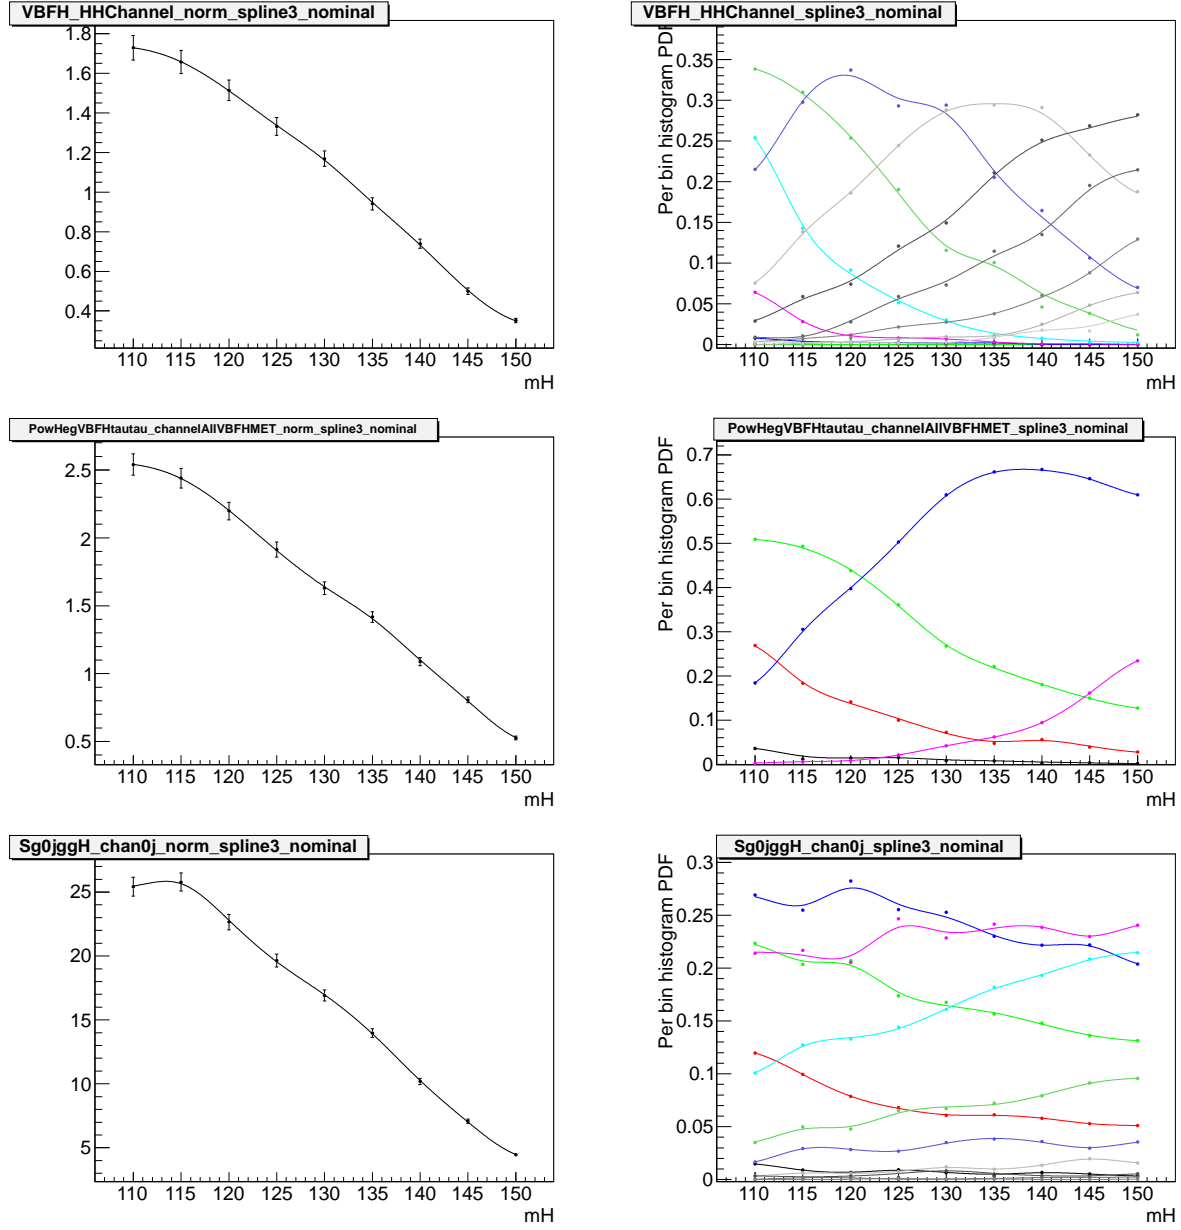 VBFH_HHChannel_norm_spline3_nominal
1.8
1.6
1.4
1.2
1
0.8
0.6
0.4
110 115 120 125 130 135 140 145 150
mH
VBFH_HHChannel_spline3_nominal
Per bin histogram PDF
0.35
0.3
0.25
0.2
0.15
0.1
0.05
0
110 115 120 125 130 135 140 145 150
mH
PowHegVBFHtautau_channelAllVBFHMET_norm_spline3_nominal
2.5
2
1.5
1
0.5
110 115 120 125 130 135 140 145 150
mH
PowHegVBFHtautau_channelAllVBFHMET_spline3_nominal
Per bin histogram PDF
0.7
0.6
0.5
0.4
0.3
0.2
0.1
0
110 115 120 125 130 135 140 145 150
mH
Sg0jggH_chan0j_norm_spline3_nominal
25
20
15
10
5
110 115 120 125 130 135 140 145 150
mH
Sg0jggH_chan0j_spline3_nominal
Per bin histogram PDF
0.3
0.25
0.2
0.15
0.1
0.05
0
110 115 120 125 130 135 140 145 150
mH